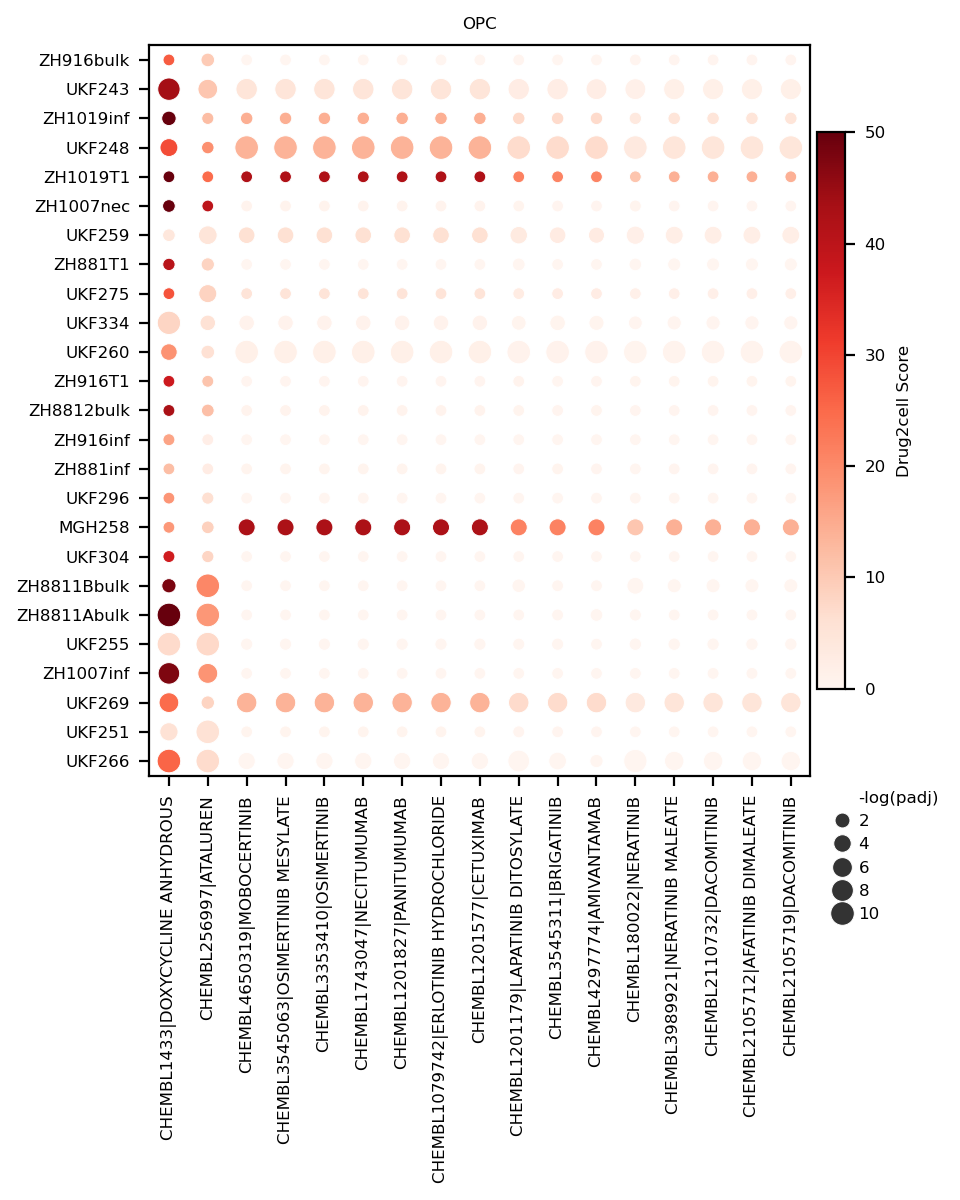 OPC
ZH916bulk
UKF243
ZH1019inf
UKF248
ZH1019T1
ZH1007nec
UKF259
ZH881T1
UKF275
UKF334
UKF260
ZH916T1
ZH8812bulk
ZH916inf
ZH881inf
UKF296
MGH258
UKF304
ZH8811Bbulk
ZH8811Abulk
UKF255
ZH1007inf
UKF269
UKF251
UKF266
50
40
30
20
10
0
Drug2cell Score
-log(padj)
2
4
6
8
10
CHEMBL1433|DOXYCYCLINE ANHYDROUS
CHEMBL256997|ATALUREN
CHEMBL4650319|MOBOCERTINIB
CHEMBL3545063|OSIMERTINIB MESYLATE
CHEMBL3353410|OSIMERTINIB
CHEMBL1743047|NECITUMUMAB
CHEMBL1201827|PANITUMUMAB
CHEMBL1079742|ERLOTINIB HYDROCHLORIDE
CHEMBL1201577|CETUXIMAB
CHEMBL1201179|LAPATINIB DITOSYLATE
CHEMBL3545311|BRIGATINIB
CHEMBL4297774|AMIVANTAMAB
CHEMBL180022|NERATINIB
CHEMBL3989921|NERATINIB MALEATE
CHEMBL2110732|DACOMITINIB
CHEMBL2105712|AFATINIB DIMALEATE
CHEMBL2105719|DACOMITINIB